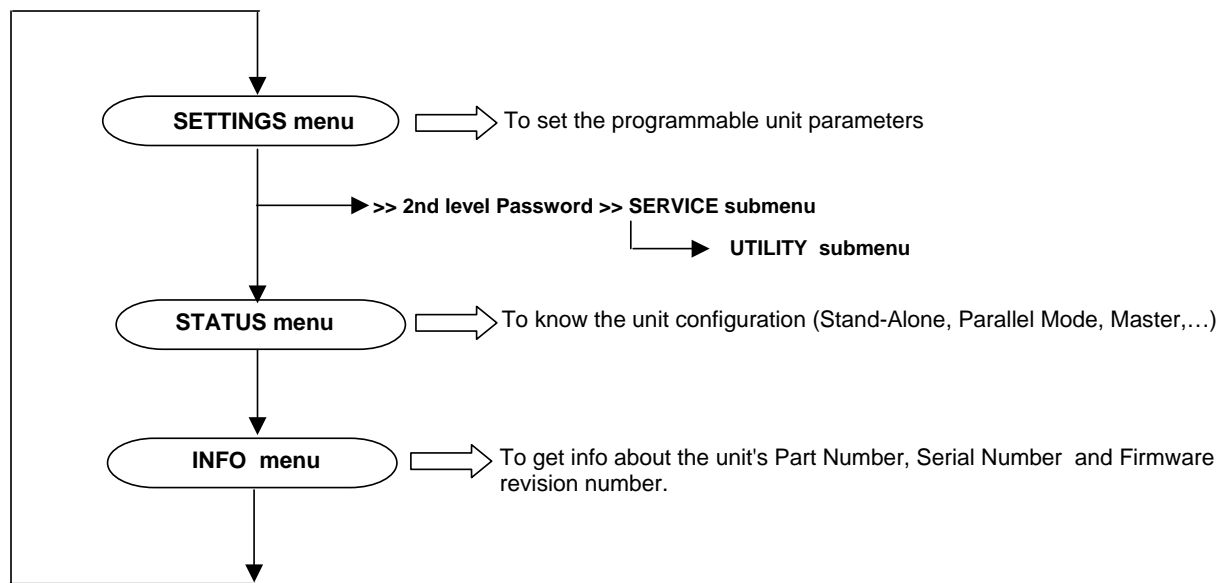 SETTINGS menu
To set the programmable unit parameters
>> 2nd level Password >> SERVICE submenu
UTILITY submenu
STATUS menu
To know the unit configuration (Stand-Alone, Parallel Mode, Master,…)
INFO menu
To get info about the unit's Part Number, Serial Number and Firmware
revision number.